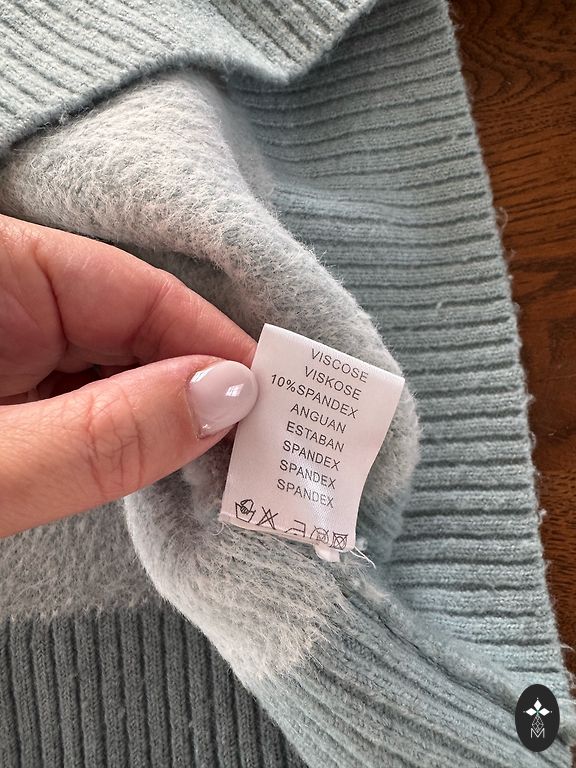 VISCOSE
VISKOSE
10%SPANDEX
ANGUAN
ESTABAN
SPANDEX
SPANDEX
SPANDEX